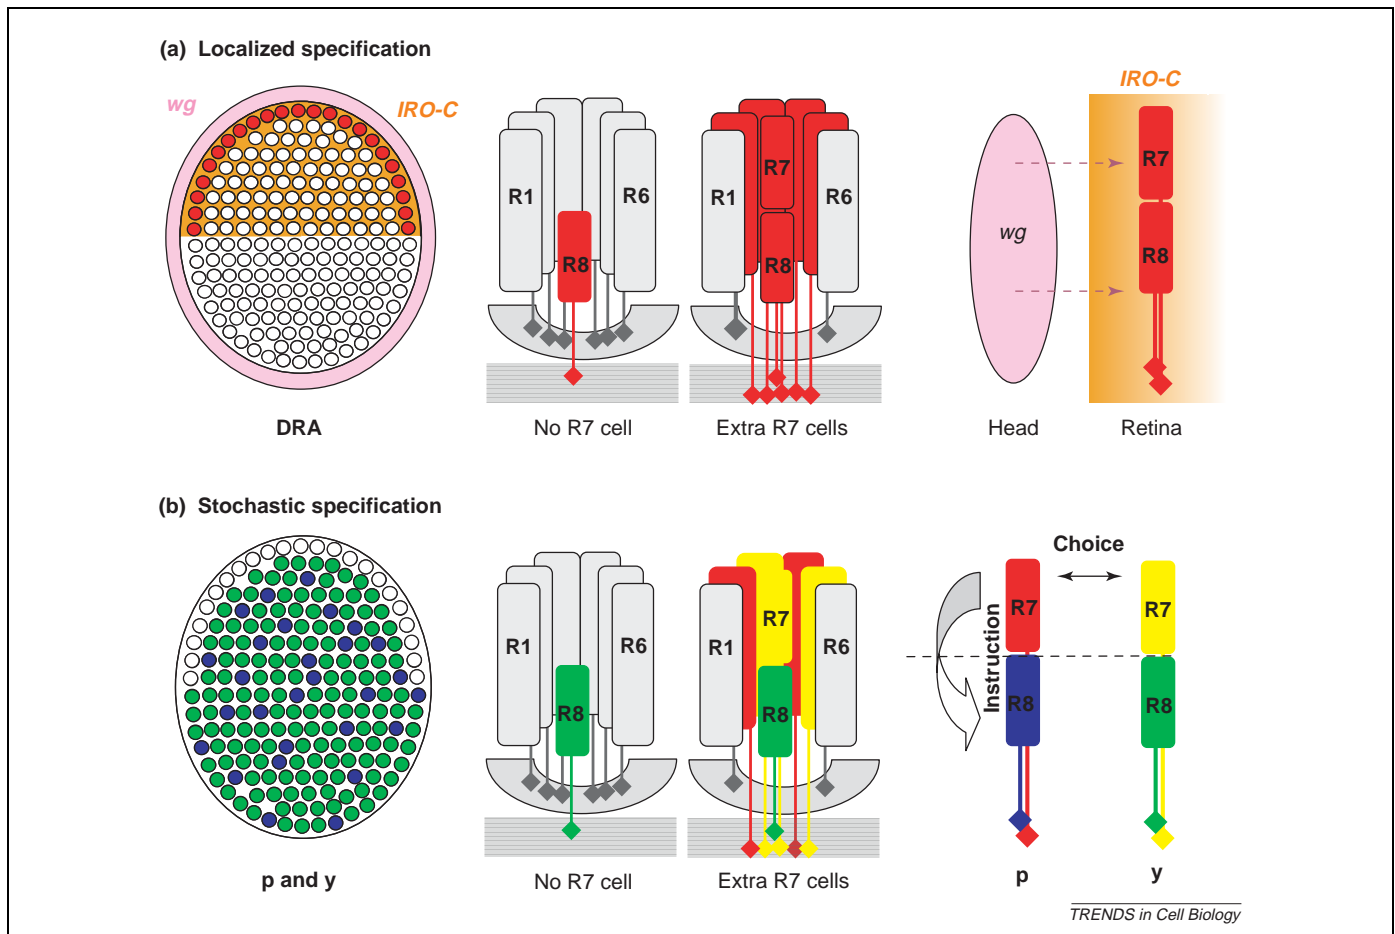 (a) Localized specification
wg
IRO-C
R1
R6
R8
R7
R1
R6
R8
IRO-C
wg
R7
R8
DRA
No R7 cell
Extra R7 cells
Head
Retina
(b) Stochastic specification
R1
R6
R8
R7
R1
R6
R8
Choice
Instruction
R7
R8
R7
R8
p and y
No R7 cell
Extra R7 cells
p
y
TRENDS in Cell Biology